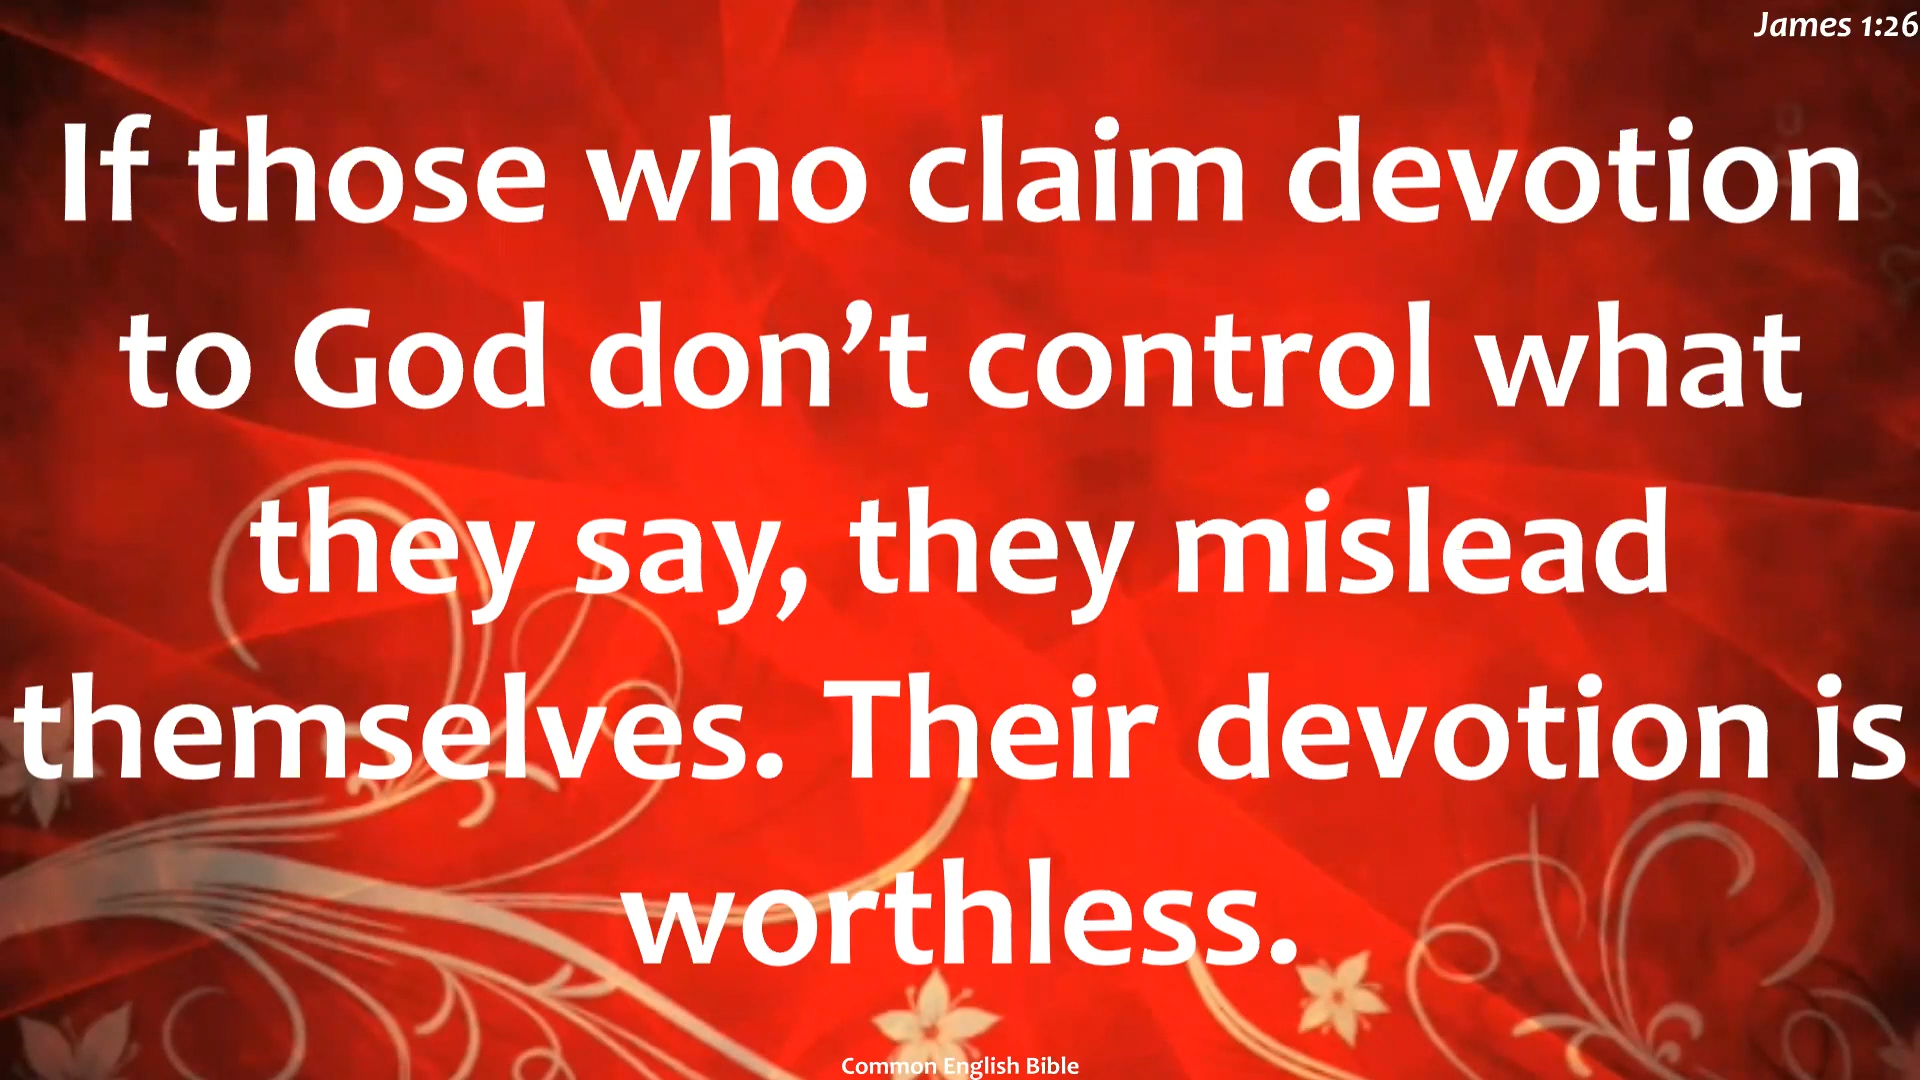 James 1:26
If those who claim devotion
to God don’t control what
they say, they mislead
themselves. Their devotion is
worthless.
Common English Bible